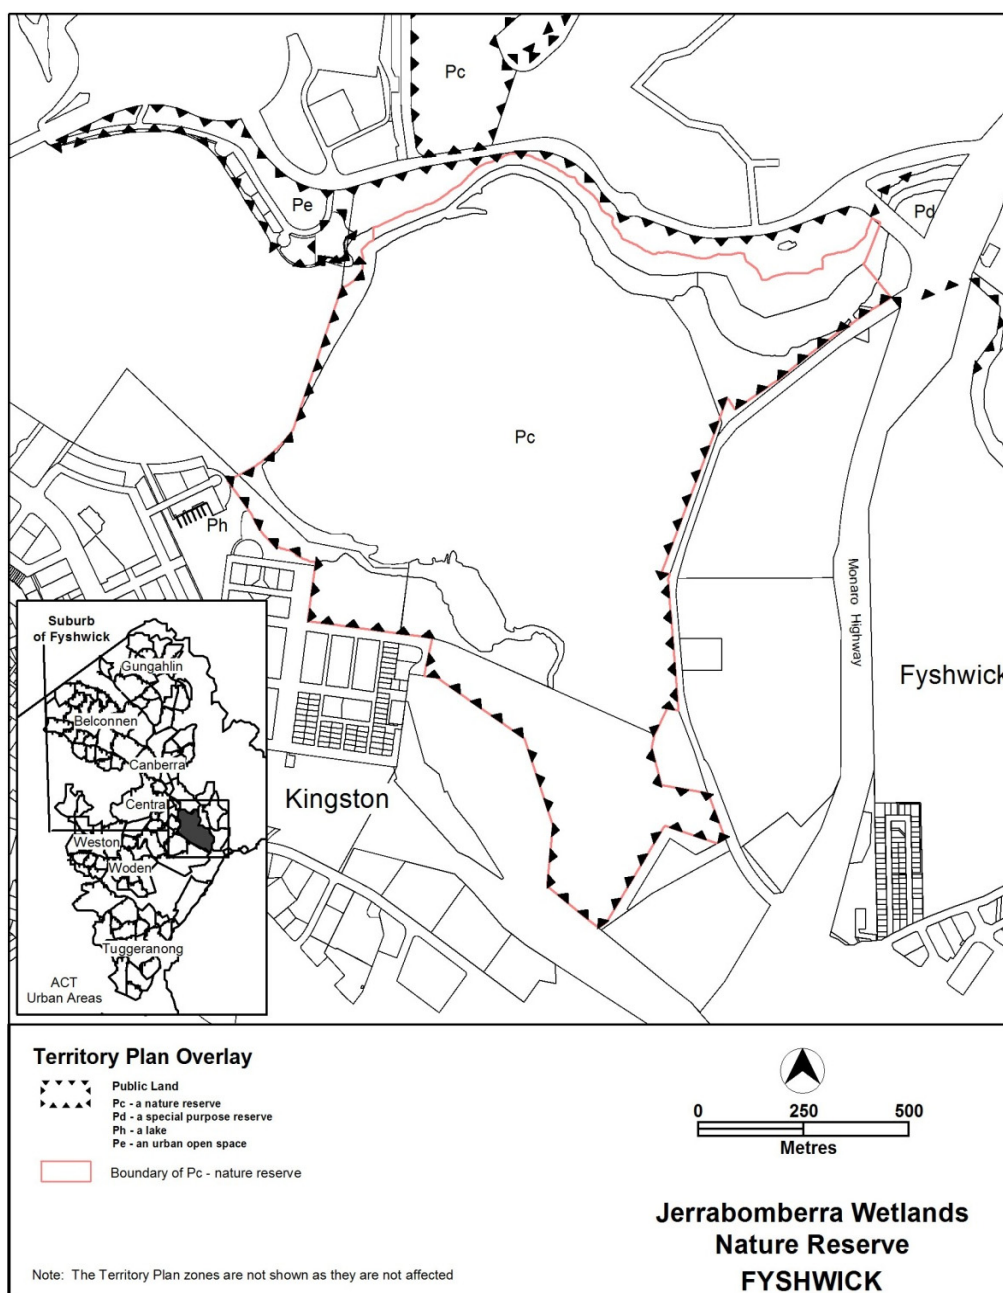 Pc
Pe
Pd
Pc
Ph
Monaro Highway
Fyshwick
Kingston
Suburb
of Fyshwick
Gungahlin
Belconnen
Canberra
Central
Weston
Woden
Tuggeranong
ACT
Urban Areas
Territory Plan Overlay
Public Land
Pc - a nature reserve
Pd - a special purpose reserve
Ph - a lake
Pe - an urban open space
Boundary of Pc - nature reserve
0 250 500
Metres
Jerrabomberra Wetlands
Nature Reserve
FYSHWICK
Note: The Territory Plan zones are not shown as they are not affected